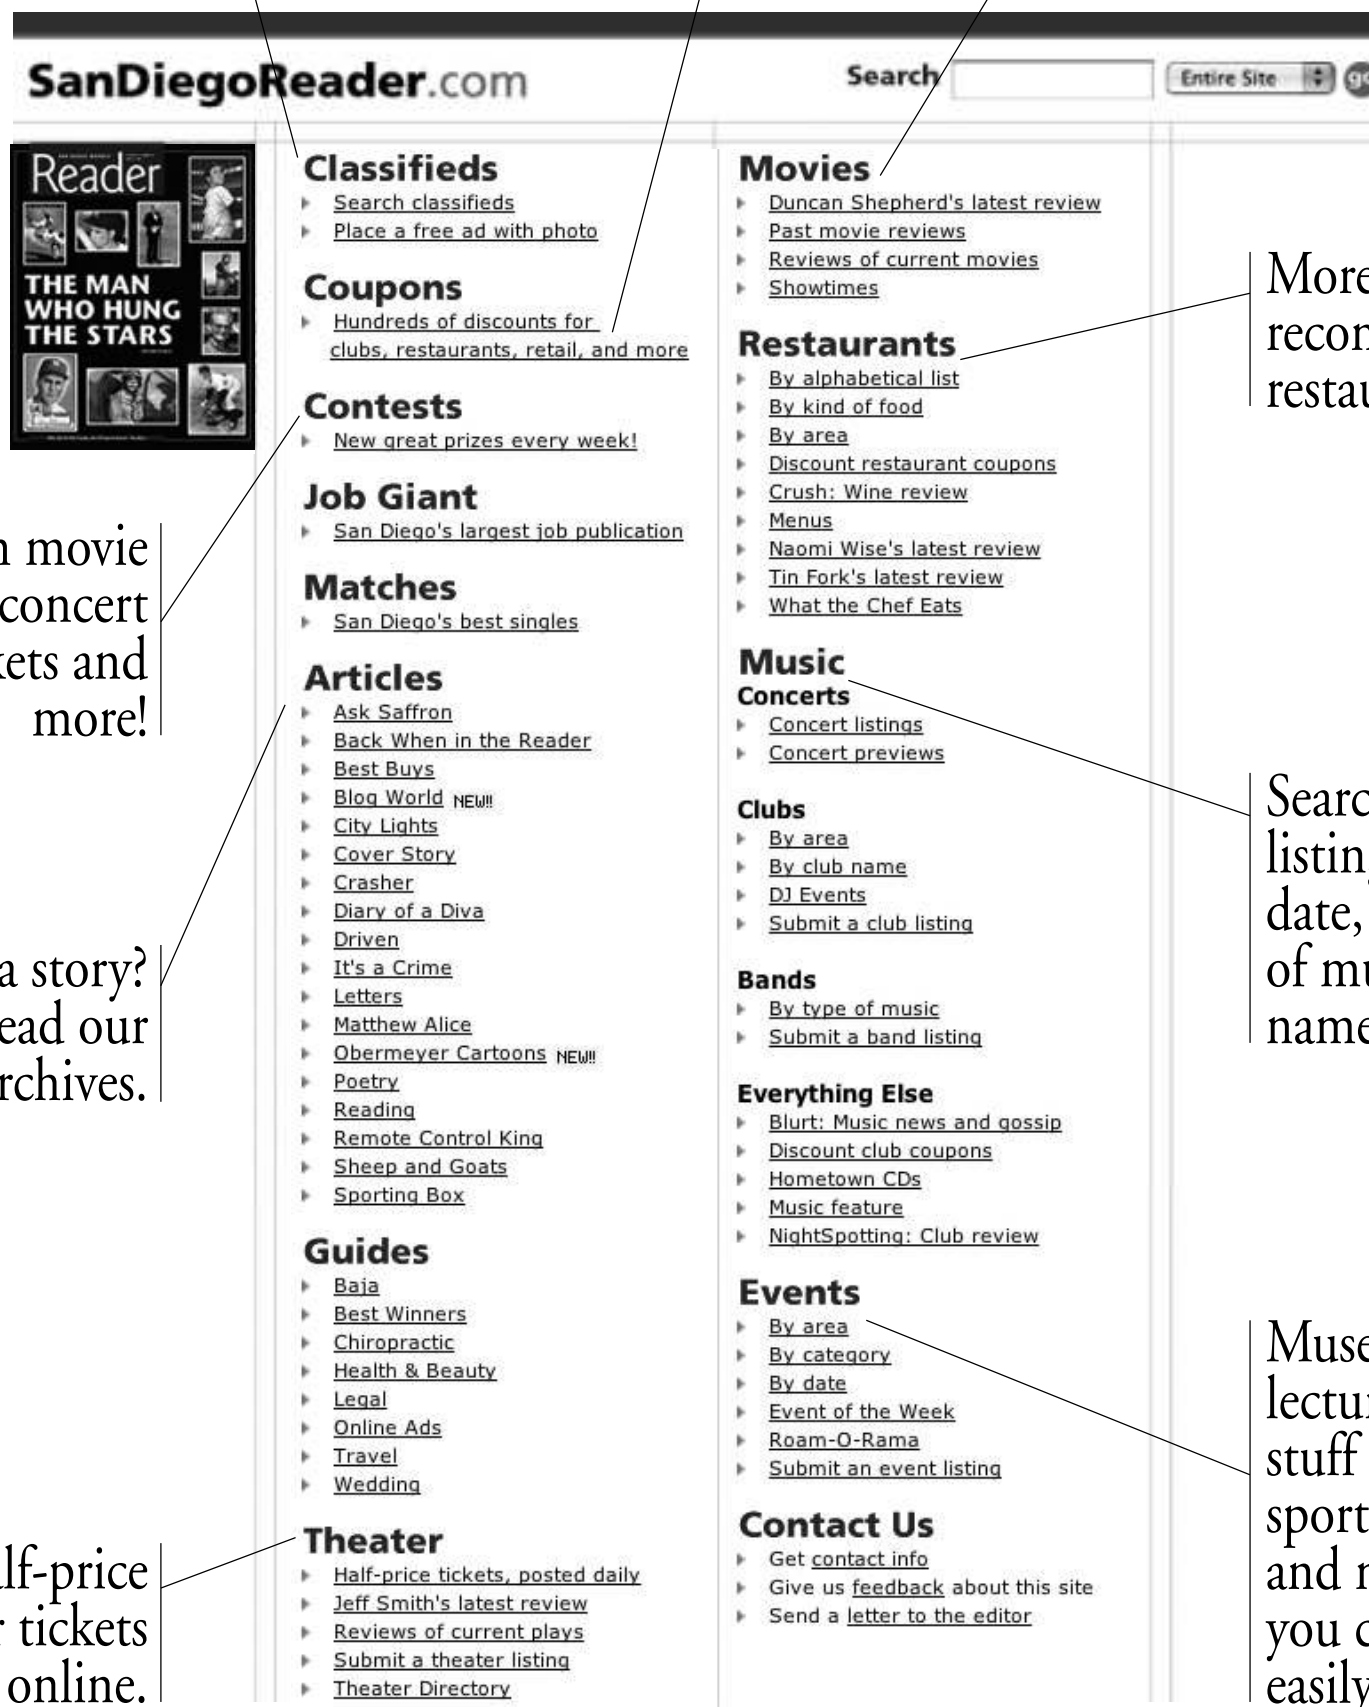 SanDiegoReader.com
Search
Entire Site
Reader
THE MAN
WHO HUNG
THE STARS
movie
concert
and
more!
a story?
our
tickets
online.
Classifieds
Search classifieds
Place a free ad with photo
Coupons
Hundreds of discounts for
clubs, restaurants, retail, and more
Contests
New great prizes every week!
Job Giant
San Diego's largest job publication
Matches
San Diego's best singles
Articles
Ask Saffron
Back When in the Reader
Best Buys
Blog World NEW!!
City Lights
Cover Story
Crasher
Diary of a Diva
Driven
It's a Crime
Letters
Matthew Alice
Obermeyer Cartoons NEW!!
Poetry
Reading
Remote Control King
Sheep and Goats
Sporting Box
Guides
Baja
Best Winners
Chiropractic
Health & Beauty
Legal
Online Ads
Travel
Wedding
Theater
Half-price tickets, posted daily
Jeff Smith's latest review
Reviews of current plays
Submit a theater listing
Theater Directory
Movies
Duncan Shepherd's latest review
Past movie reviews
Reviews of current movies
Showtimes
Restaurants
By alphabetical list
By kind of food
By area
Discount restaurant coupons
Crush: Wine review
Menus
Naomi Wise's latest review
Tin Fork's latest review
What the Chef Eats
Music
Concerts
Concert listings
Concert previews
Clubs
By area
By club name
DJ Events
Submit a club listing
Bands
By type of music
Submit a band listing
Everything Else
Blurt: Music news and gossip
Discount club coupons
Hometown CDs
Music feature
NightSpotting: Club review
Events
By area
By category
By date
Event of the Week
Roam-O-Rama
Submit an event listing
Contact Us
Get contact info
Give us feedback about this site
Send a letter to the editor
More
date,
of
stuff
and
you
easily